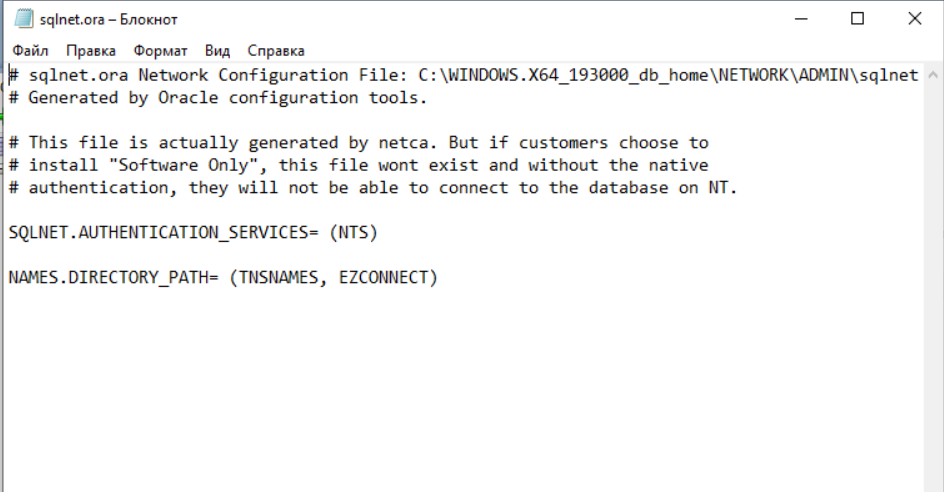 sqlnet.ora – Блокнот
Файл Правка Формат Вид Справка
# sqlnet.ora Network Configuration File: C:\WINDOWS.X64_193000_db_home\NETWORK\ADMIN\sqlnet
# Generated by Oracle configuration tools.
# This file is actually generated by netca. But if customers choose to
# install "Software Only", this file wont exist and without the native
# authentication, they will not be able to connect to the database on NT.
SQLNET.AUTHENTICATION_SERVICES= (NTS)
NAMES.DIRECTORY_PATH= (TNSNAMES, EZCONNECT)